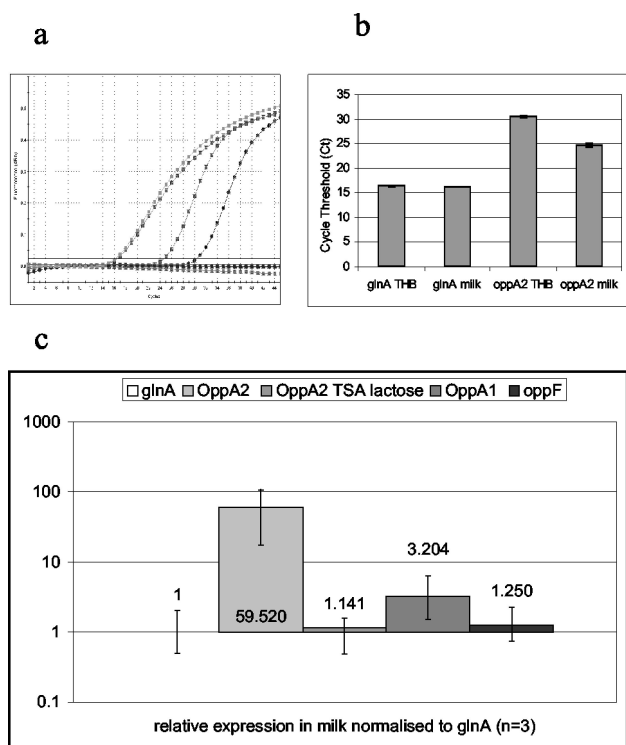 a
b
Cycles
35
30
25
20
15
10
5
0
Cycle Threshold (Ct)
glnA THB
glnA milk
oppA2 THB
oppA2 milk
c
glnA OppA2 OppA2 TSA lactose OppA1 oppF
1000
100
10
1
0.1
1
59.520
1.141
3.204
1.250
relative expression in milk normalised to glnA (n=3)